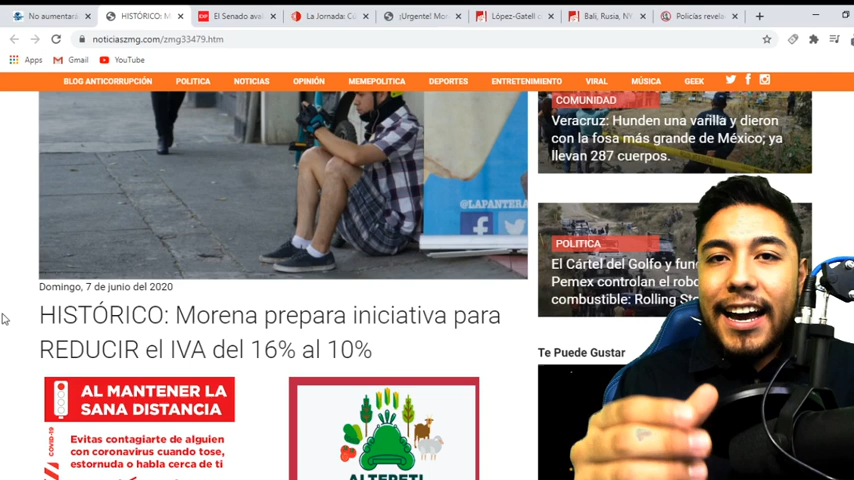 No aumentará
HISTÓRICO: M
El Senado ava
La Jornada: Có
¡Urgente! Mor
López-Gatell c
Bali, Rusia, NY
Policías revela
noticiaszmg.com/zmg33479.htm
Apps
Gmail
YouTube
BLOG ANTICORRUPCIÓN
POLITICA
NOTICIAS
OPINIÓN
MEMEPOLITICA
DEPORTES
ENTRETENIMIENTO
VIRAL
MÚSICA
GEEK
@LAPANTERA
COMUNIDAD
Veracruz: Hunden una varilla y dieron
con la fosa más grande de México; ya
llevan 287 cuerpos.
POLITICA
El Cártel del Golfo y fun
Pemex controlan el robo
combustible: Rolling Sto
Domingo, 7 de junio del 2020
HISTÓRICO: Morena prepara iniciativa para
REDUCIR el IVA del 16% al 10%
Te Puede Gustar
AL MANTENER LA
SANA DISTANCIA
COVID-19
Evitas contagiarte de alguien
con coronavirus cuando tose,
estornuda o habla cerca de ti
ALTEPETL